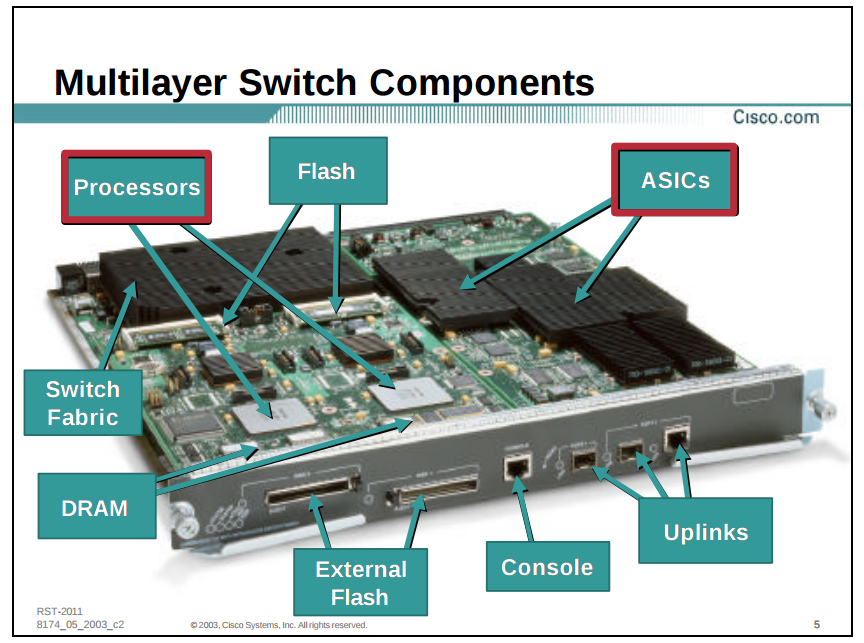 Multilayer Switch Components
Cisco.com
Processors
Flash
ASICs
Switch
Fabric
DRAM
CONSOLE
External
Flash
Console
Uplinks
RST-2011
8174_05_2003_c2
© 2003, Cisco Systems, Inc. All rights reserved.
5